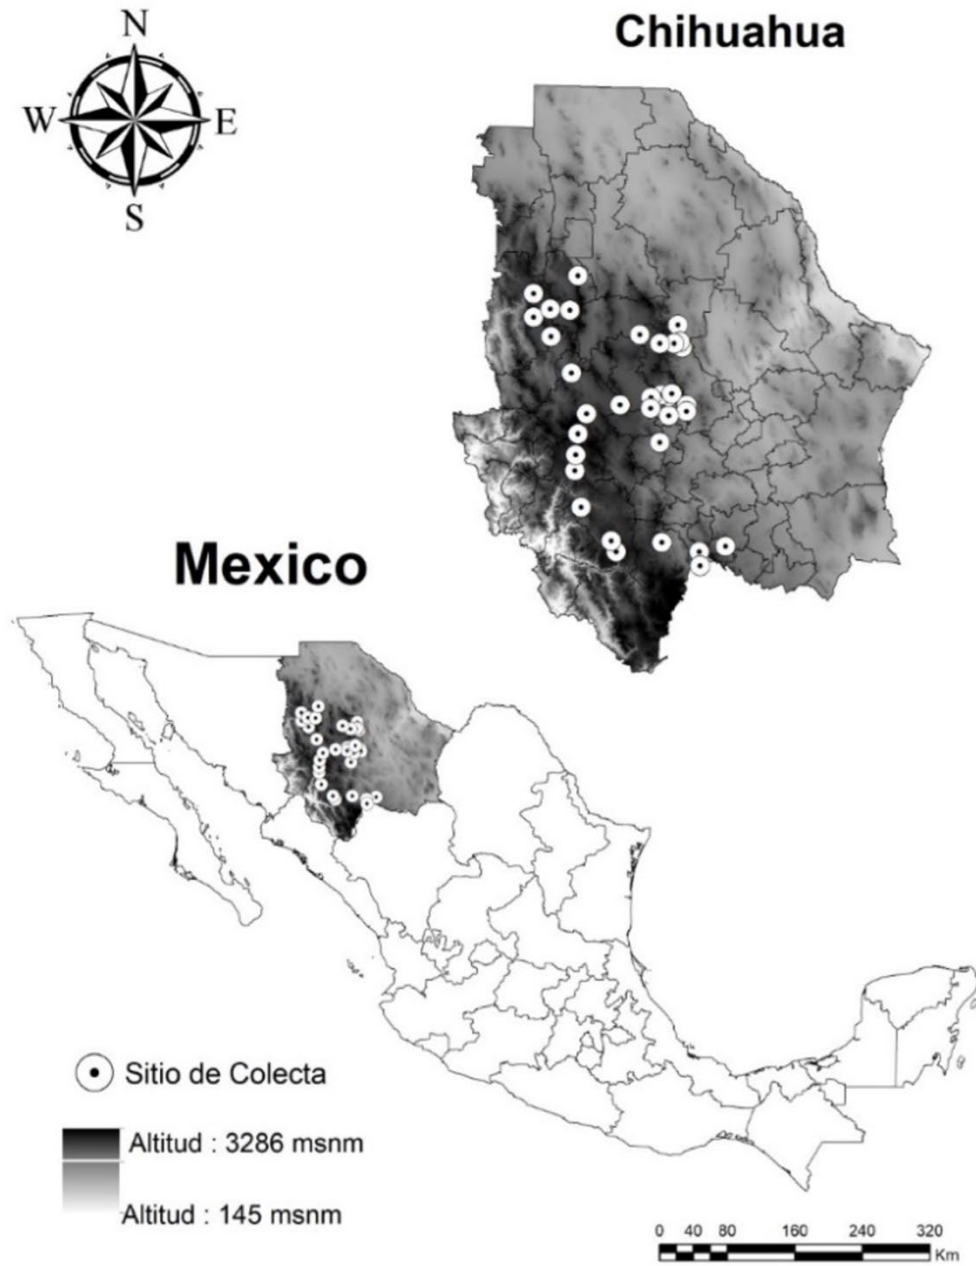 N
Chihuahua
W
E
S
Mexico
Sitio de Colecta
Altitud : 3286 msnm
Altitud : 145 msnm
0 40 80 160 240 320
Km